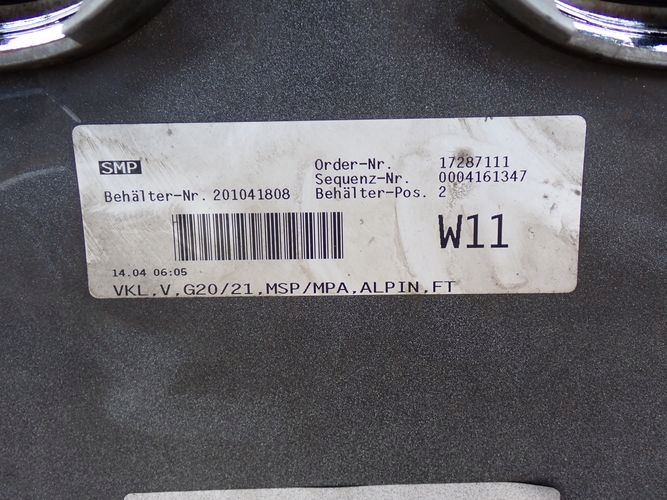 SMP
Order-Nr. 17287111
Sequenz-Nr. 0004161347
Behälter-Nr. 201041808 Behälter-Pos. 2
W11
14.04 06:05
VKL,V,G20/21,MSP/MPA,ALPIN,FT